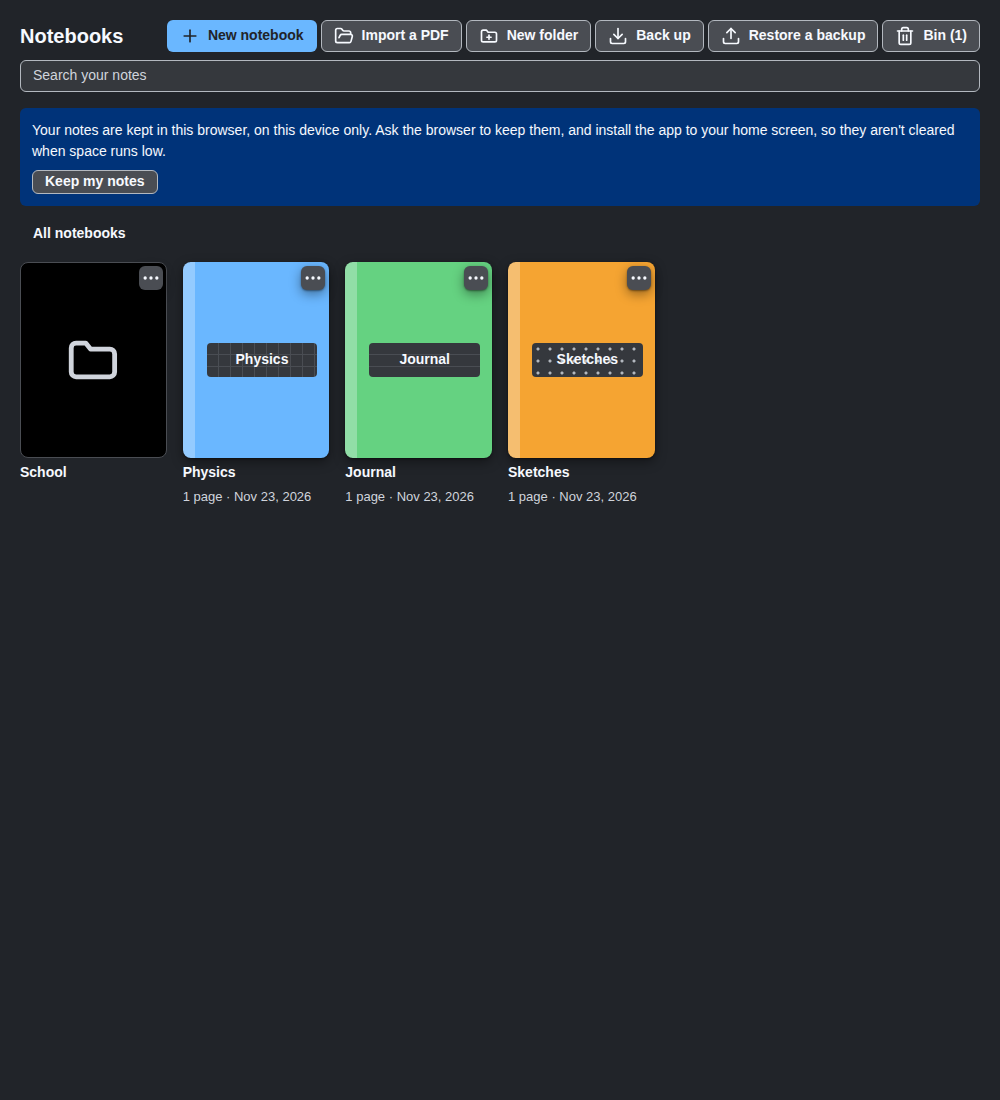 Notebooks
New notebook
Import a PDF
New folder
Back up
Restore a backup
Bin (1)
Search your notes
Your notes are kept in this browser, on this device only. Ask the browser to keep them, and install the app to your home screen, so they aren't cleared
when space runs low.
Keep my notes
All notebooks
Physics
Journal
Sketches
School
Physics
Journal
Sketches
1 page · Nov 23, 2026
1 page · Nov 23, 2026
1 page · Nov 23, 2026